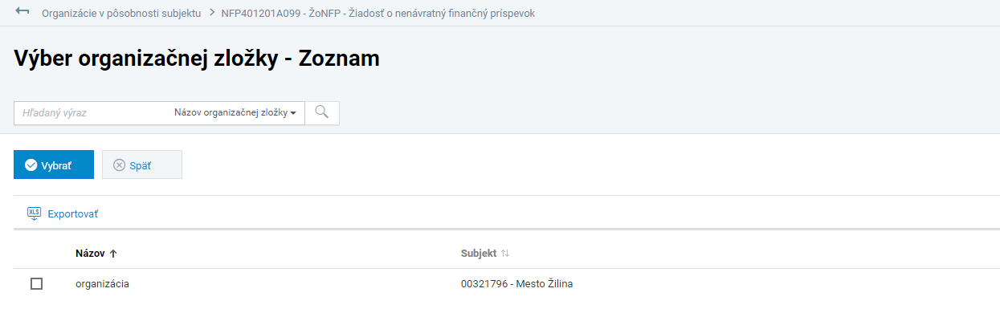 Organizácie v pôsobnosti subjektu > NFP401201A099 - ŽoNFP - Žiadosť o nenávratný finančný príspevok
Výber organizačnej zložky - Zoznam
Hľadaný výraz Názov organizačnej zložky
Vybrať Späť
XLS Exportovať
Názov Subjekt
organizácia 00321796 - Mesto Žilina